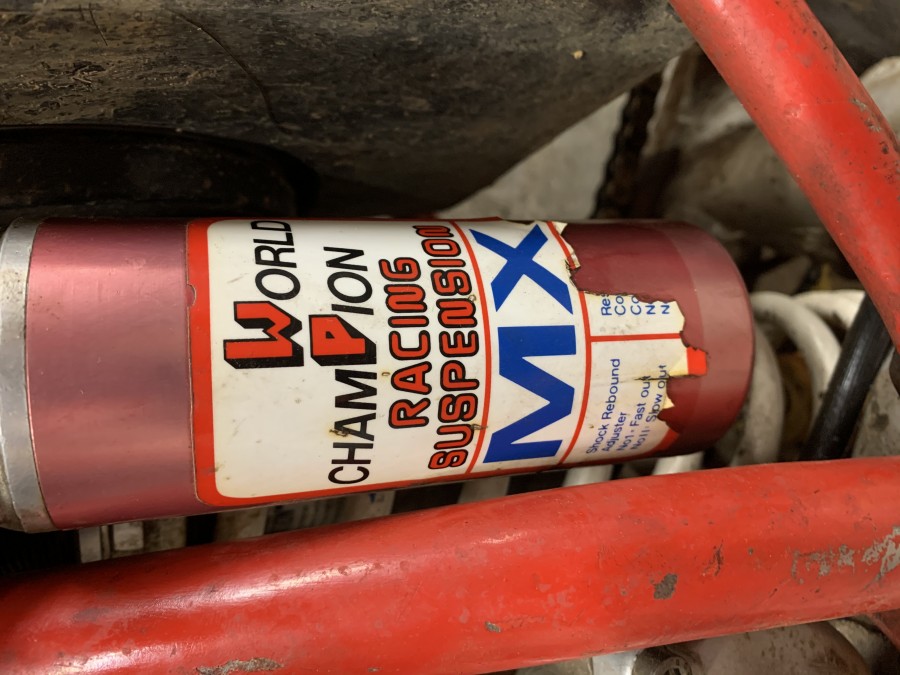 WORLD
CHAMPION
RACING
SUSPENSION
MX
Shock Rebound
Adjuster
No1: Fast out
No11: Slow out